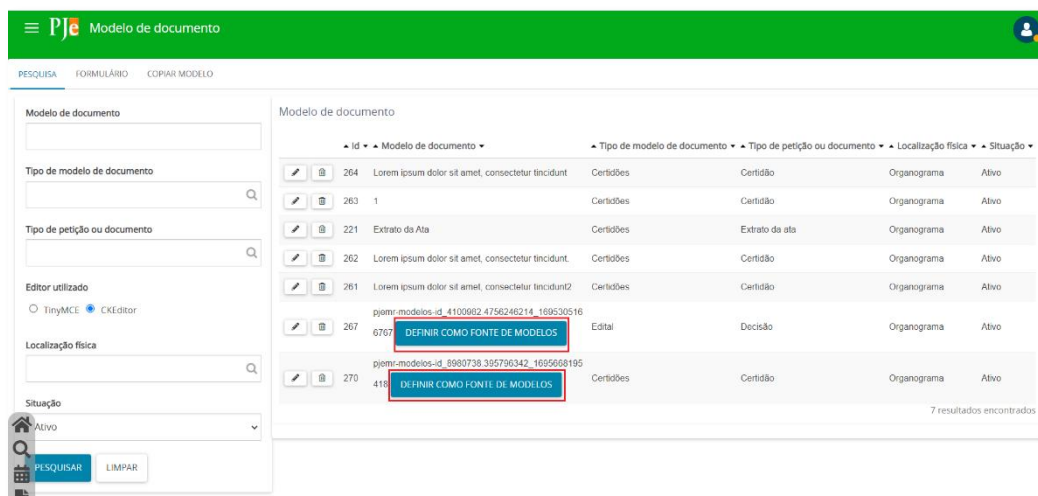 PJe Modelo de documento
PESQUISA FORMULÁRIO COPIAR MODELO
Modelo de documento
Tipo de modelo de documento
Tipo de petição ou documento
Editor utilizado
TinyMCE CKEditor
Localização física
Situação
Ativo
PESQUISAR LIMPAR
Modelo de documento
Id Modelo de documento Tipo de modelo de documento Tipo de petição ou documento Localização física Situação
264 Lorem ipsum dolor sit amet, consectetur tincidunt Certidões Certidão Organograma Ativo
263 1 Certidões Certidão Organograma Ativo
221 Extrato da Ata Certidões Extrato da ata Organograma Ativo
262 Lorem ipsum dolor sit amet, consectetur tincidunt. Certidões Certidão Organograma Ativo
261 Lorem ipsum dolor sit amet, consectetur tincidunt2 Certidões Certidão Organograma Ativo
pjemr-modelos-id_4100982.4756246214_169530516
267 6767 DEFINIR COMO FONTE DE MODELOS Edital Decisão Organograma Ativo
pjemr-modelos-id_8980738.395796342_1695668195
270 418 DEFINIR COMO FONTE DE MODELOS Certidões Certidão Organograma Ativo
7 resultados encontrados